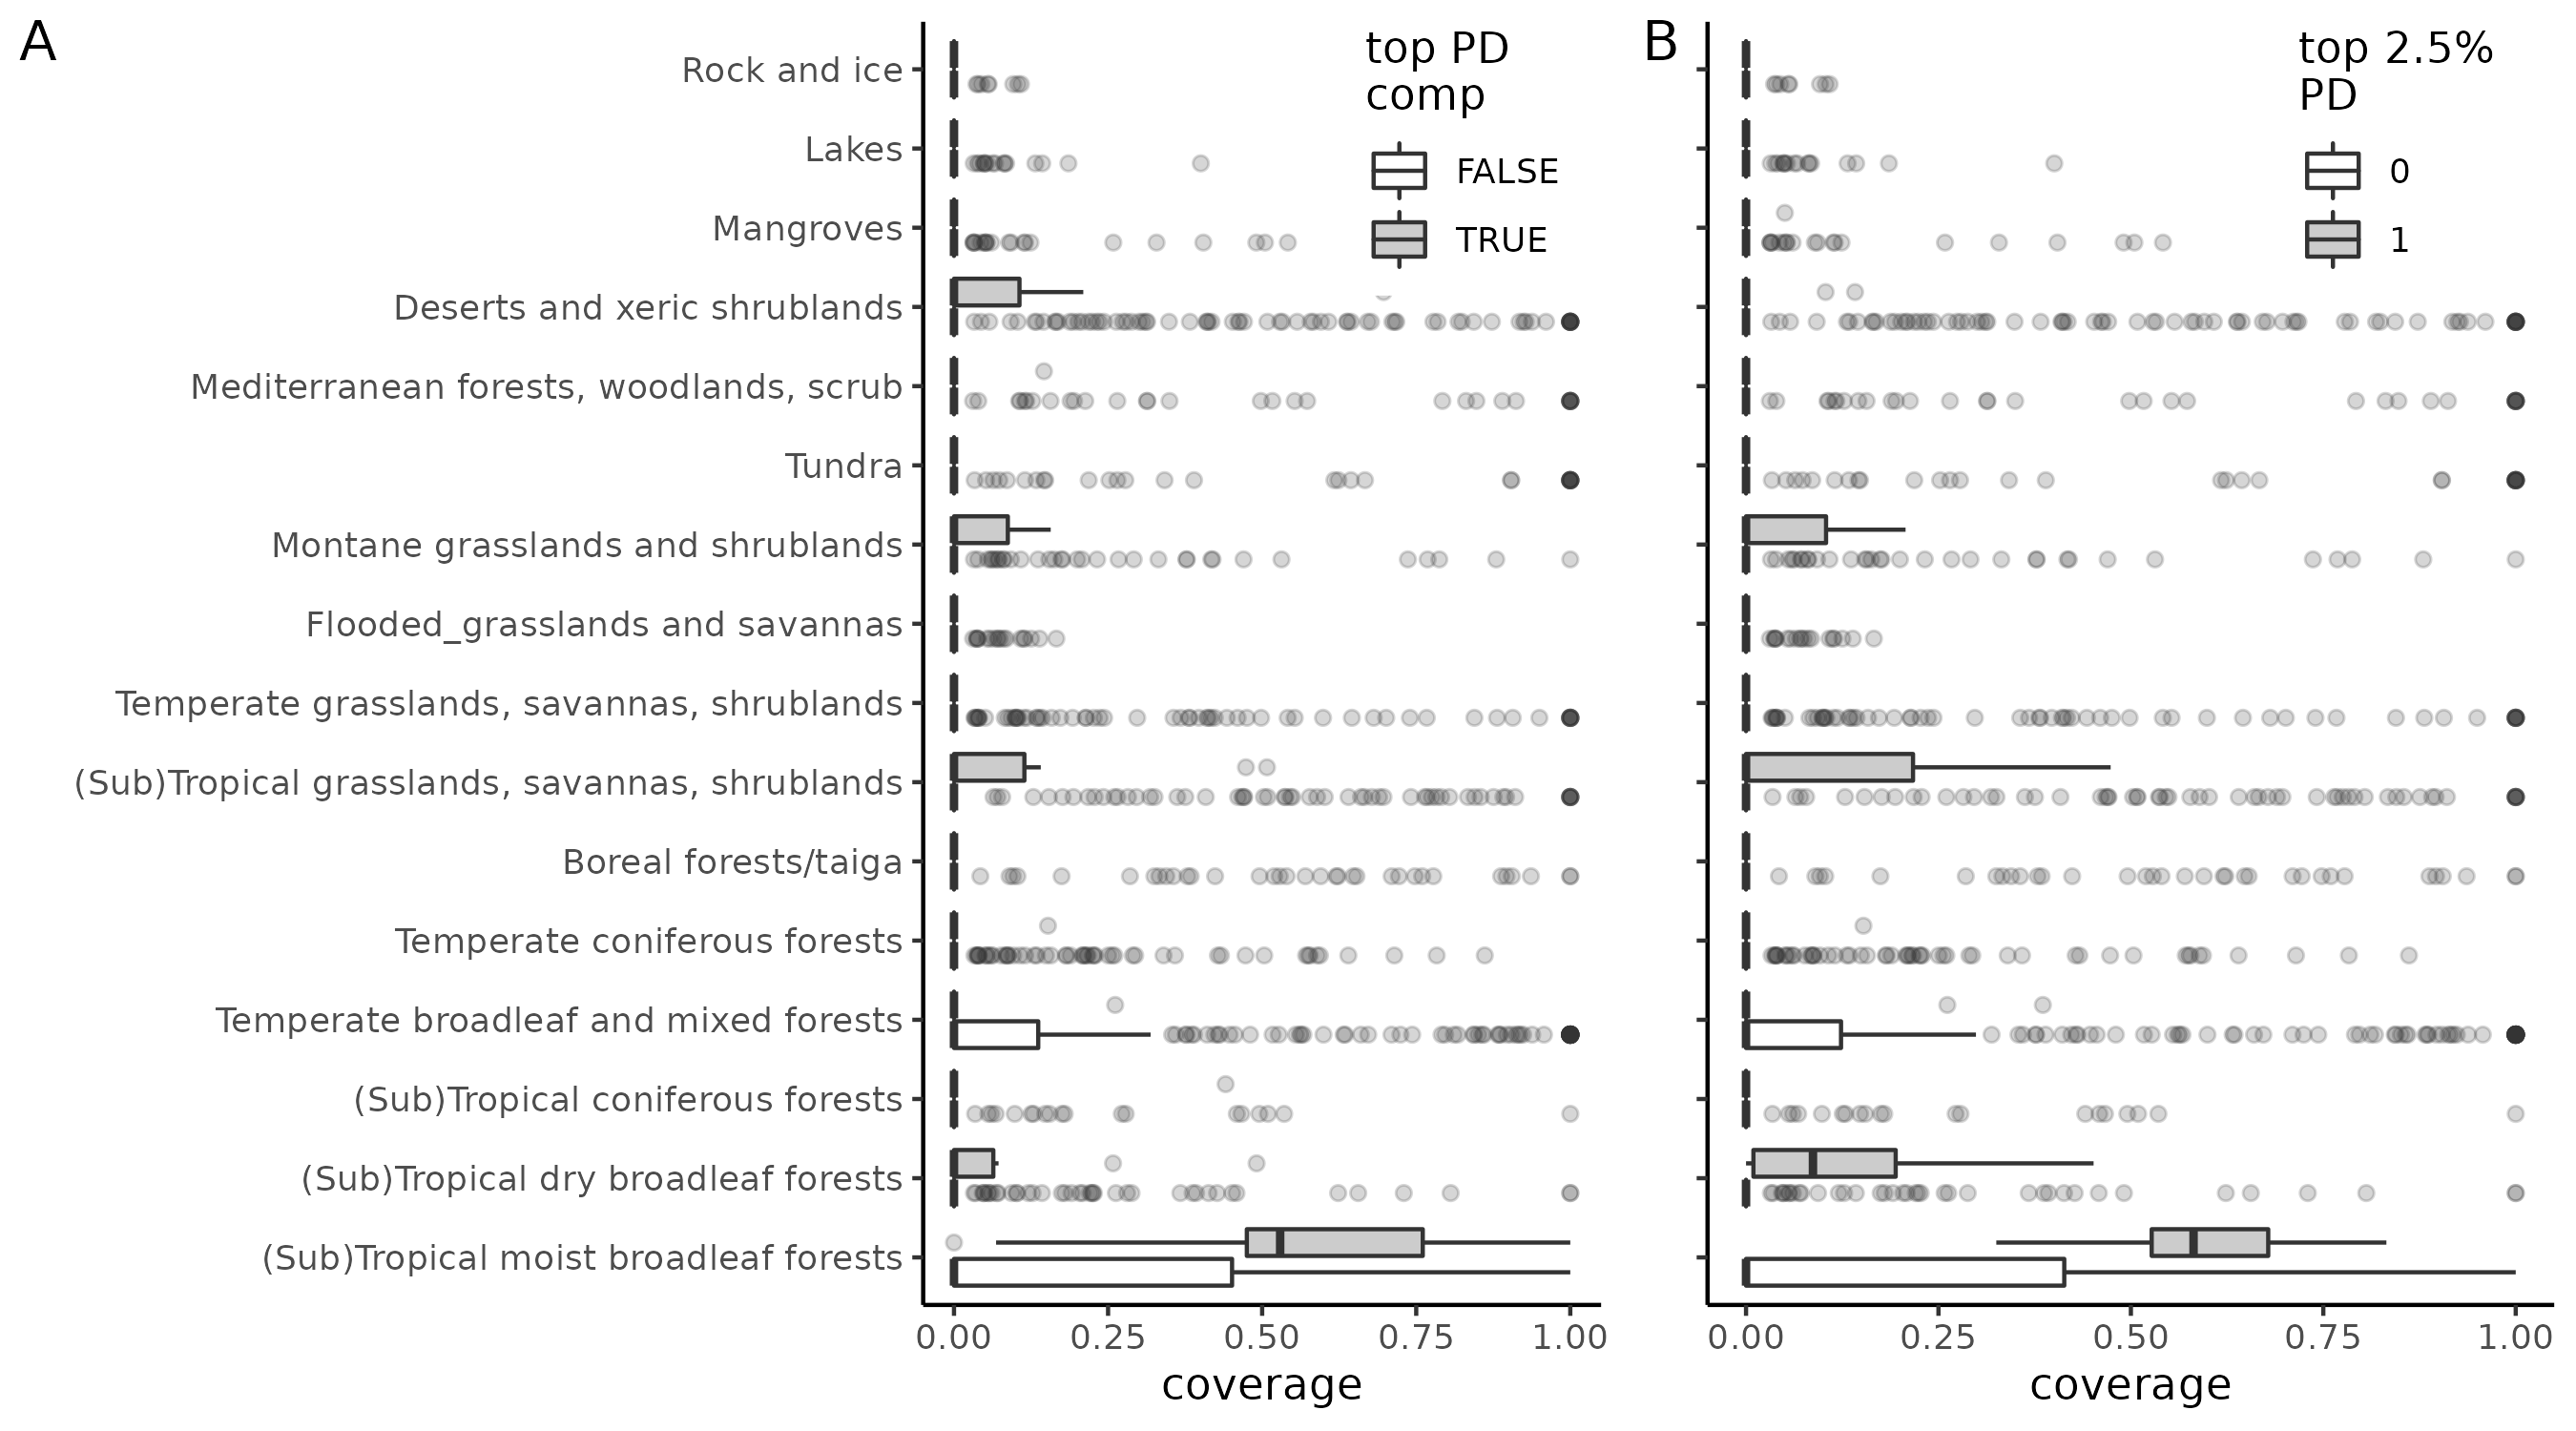 A
Rock and ice
Lakes
Mangroves
Deserts and xeric shrublands
Mediterranean forests, woodlands, scrub
Tundra
Montane grasslands and shrublands
Flooded_grasslands and savannas
Temperate grasslands, savannas, shrublands
(Sub)Tropical grasslands, savannas, shrublands
Boreal forests/taiga
Temperate coniferous forests
Temperate broadleaf and mixed forests
(Sub)Tropical coniferous forests
(Sub)Tropical dry broadleaf forests
(Sub)Tropical moist broadleaf forests
top PD
comp
FALSE
TRUE
0.00 0.25 0.50 0.75 1.00
coverage
B
top 2.5%
PD
0
1
0.00 0.25 0.50 0.75 1.00
coverage